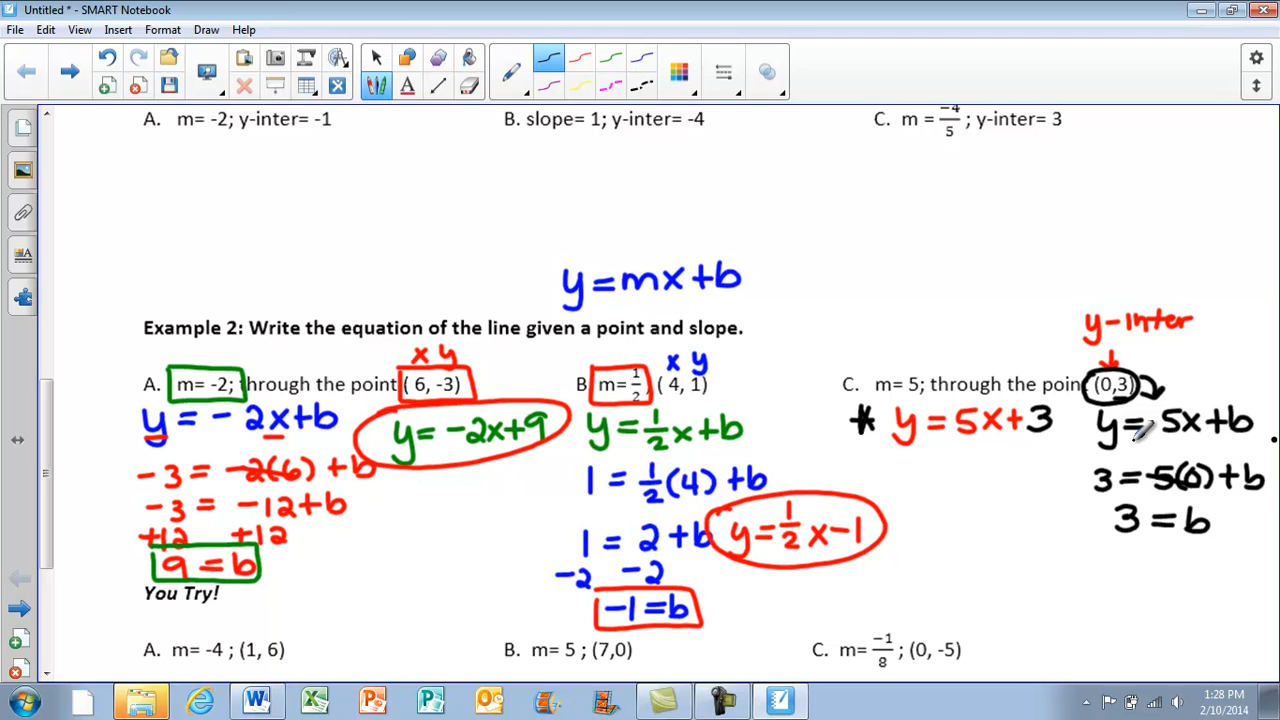 Untitled * - SMART Notebook
File Edit View Insert Format Draw Help
A. m= -2; y-inter= -1
B. slope= 1; y-inter= -4
C. m = -4/5 ; y-inter= 3
y=mx+b
Example 2: Write the equation of the line given a point and slope.
y-inter
x y
x y
A. m= -2; through the point ( 6, -3)
B. m= 1/2, ( 4, 1)
C. m= 5; through the point (0,3)
y = -2x+b
y= -2x+9
-3 = -2(6) + b
-3 = -12+b
+12 +12
9 = b
y=1/2x+b
1 = 1/2(4) + b
1 = 2 + b
-2 -2
-1=b
y=1/2x-1
* y=5x+3
y= 5x+b
3=5(0)+b
3 = b
You Try!
A. m= -4 ; (1, 6)
B. m= 5 ; (7,0)
C. m= -1/8 ; (0, -5)
1:28 PM
2/10/2014